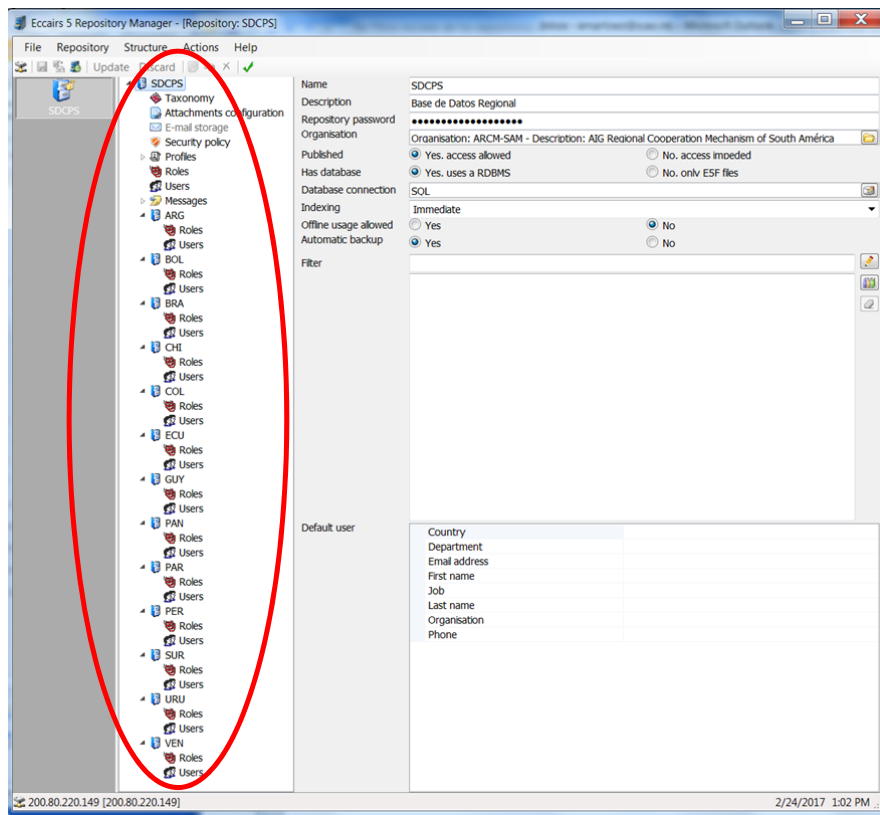 Eccairs 5 Repository Manager - [Repository: SDCPS]
File Repository Structure Actions Help
Update Discard
SDCPS
SDCPS
Taxonomy
Attachments configuration
E-mail storage
Security policy
Profiles
Roles
Users
Messages
ARG
Roles
Users
BOL
Roles
Users
BRA
Roles
Users
CHI
Roles
Users
COL
Roles
Users
ECU
Roles
Users
GUY
Roles
Users
PAN
Roles
Users
PAR
Roles
Users
PER
Roles
Users
SUR
Roles
Users
URU
Roles
Users
VEN
Roles
Users
Name SDCPS
Description Base de Datos Regional
Repository password ●●●●●●●●●●●●●●●●●●●
Organisation Organisation: ARCM-SAM - Description: AIG Regional Cooperation Mechanism of South América
Published Yes. access allowed No. access impeded
Has database Yes. uses a RDBMS No. only E5F files
Database connection SQL
Indexing Immediate
Offline usage allowed Yes No
Automatic backup Yes No
Filter
Default user
Country
Department
Email address
First name
Job
Last name
Organisation
Phone
200.80.220.149 [200.80.220.149] 2/24/2017 1:02 PM